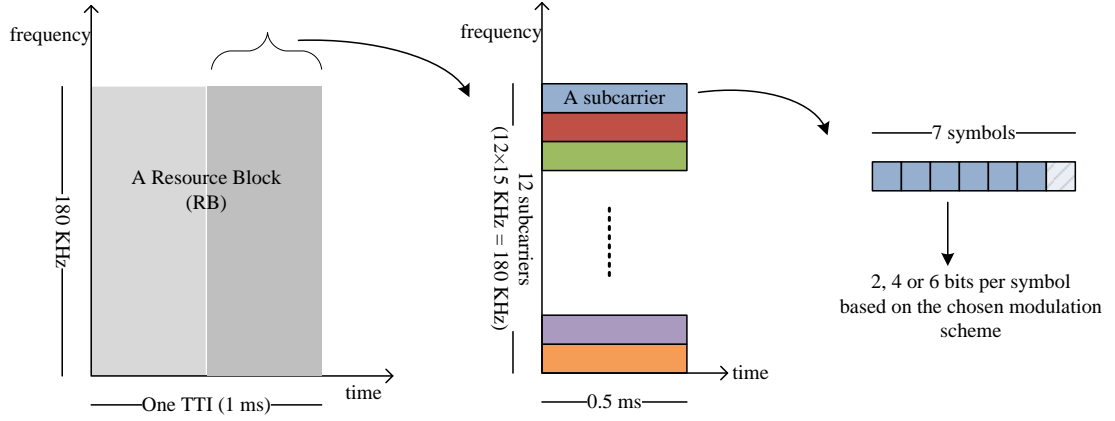 frequency
A Resource Block
(RB)
180 KHz
time
One TTI (1 ms)
frequency
A subcarrier
12 subcarriers
(12×15 KHz = 180 KHz)
time
0.5 ms
7 symbols
2, 4 or 6 bits per symbol
based on the chosen modulation
scheme